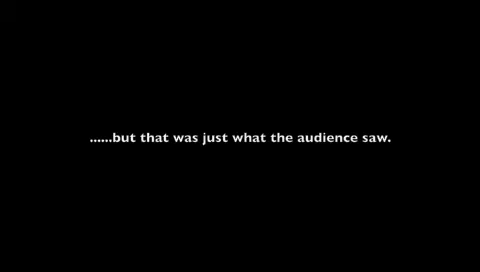 ......but that was just what the audience saw.